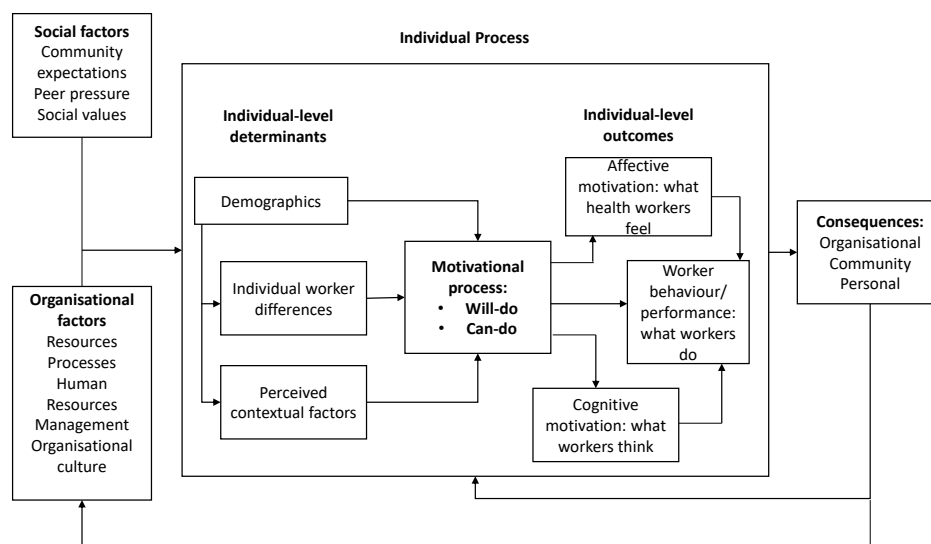 Social factors
Community
expectations
Peer pressure
Social values
Individual Process
Individual-level
determinants
Individual-level
outcomes
Demographics
Individual worker
differences
Perceived
contextual factors
Motivational
process:
• Will-do
• Can-do
Affective
motivation: what
health workers
feel
Worker
behaviour/
performance:
what workers
do
Cognitive
motivation: what
workers think
Consequences:
Organisational
Community
Personal
Organisational
factors
Resources
Processes
Human
Resources
Management
Organisational
culture